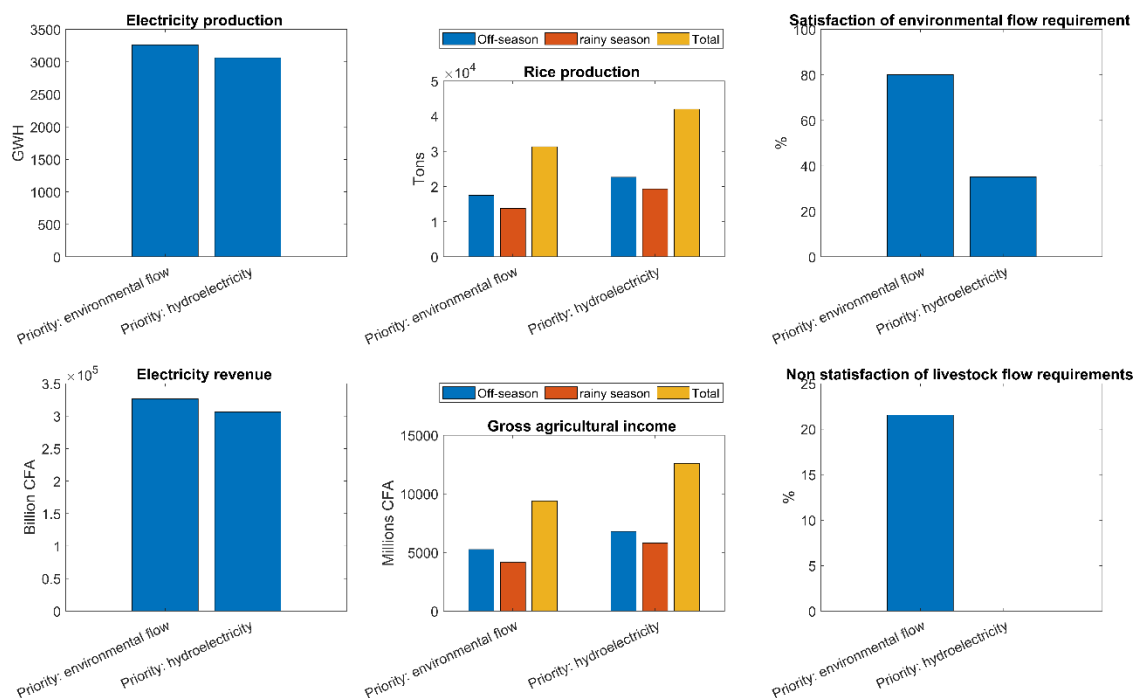 Electricity production
3500
3000
2500
2000
1500
1000
500
0
GWH
Priority: environmental flow
Priority: hydroelectricity
Off-season rainy season Total
Rice production
×10^4
5
4
3
2
1
0
Tons
Priority: environmental flow
Priority: hydroelectricity
Satisfaction of environmental flow requirement
100
80
60
40
20
0
%
Priority: environmental flow
Priority: hydroelectricity
Electricity revenue
×10^5
3.5
3
2.5
2
1.5
1
0.5
0
Billion CFA
Priority: environmental flow
Priority: hydroelectricity
Off-season rainy season Total
Gross agricultural income
15000
10000
5000
0
Millions CFA
Priority: environmental flow
Priority: hydroelectricity
Non statisfaction of livestock flow requirements
25
20
15
10
5
0
%
Priority: environmental flow
Priority: hydroelectricity